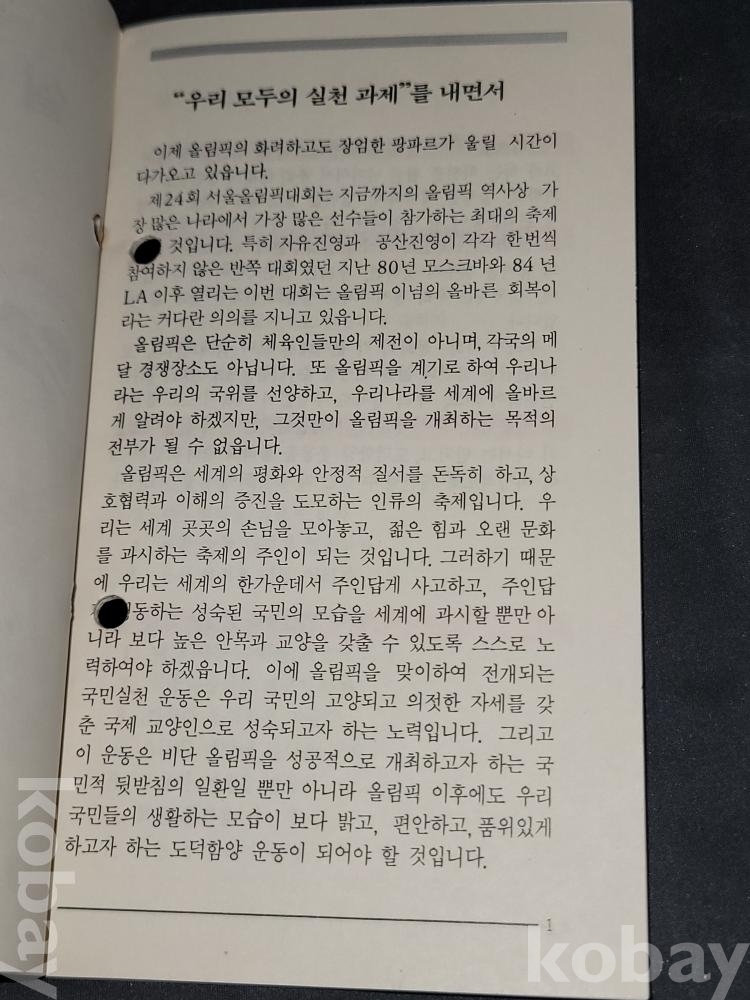 “우리 모두의 실천 과제”를 내면서
이제 올림픽의 화려하고도 장엄한 팡파르가 울릴 시간이
다가오고 있읍니다.
제24회 서울올림픽대회는 지금까지의 올림픽 역사상 가
장 많은 나라에서 가장 많은 선수들이 참가하는 최대의 축제
것입니다. 특히 자유진영과 공산진영이 각각 한번씩
참여하지 않은 반쪽 대회였던 지난 80년 모스크바와 84년
LA 이후 열리는 이번 대회는 올림픽 이념의 올바른 회복이
라는 커다란 의의를 지니고 있읍니다.
올림픽은 단순히 체육인들만의 제전이 아니며, 각국의 메
달 경쟁장소도 아닙니다. 또 올림픽을 계기로 하여 우리나
라는 우리의 국위를 선양하고, 우리나라를 세계에 올바르
게 알려야 하겠지만, 그것만이 올림픽을 개최하는 목적의
전부가 될 수 없읍니다.
올림픽은 세계의 평화와 안정적 질서를 돈독히 하고, 상
호협력과 이해의 증진을 도모하는 인류의 축제입니다. 우
리는 세계 곳곳의 손님을 모아놓고, 젊은 힘과 오랜 문화
를 과시하는 축제의 주인이 되는 것입니다. 그러하기 때문
에 우리는 세계의 한가운데서 주인답게 사고하고, 주인답
동하는 성숙된 국민의 모습을 세계에 과시할 뿐만 아
니라 보다 높은 안목과 교양을 갖출 수 있도록 스스로 노
력하여야 하겠읍니다. 이에 올림픽을 맞이하여 전개되는
국민실천 운동은 우리 국민의 고양되고 의젓한 자세를 갖
춘 국제 교양인으로 성숙되고자 하는 노력입니다. 그리고
이 운동은 비단 올림픽을 성공적으로 개최하고자 하는 국
민적 뒷받침의 일환일 뿐만 아니라 올림픽 이후에도 우리
국민들의 생활하는 모습이 보다 밝고, 편안하고, 품위있게
하고자 하는 도덕함양 운동이 되어야 할 것입니다.
1
kobay
kobay